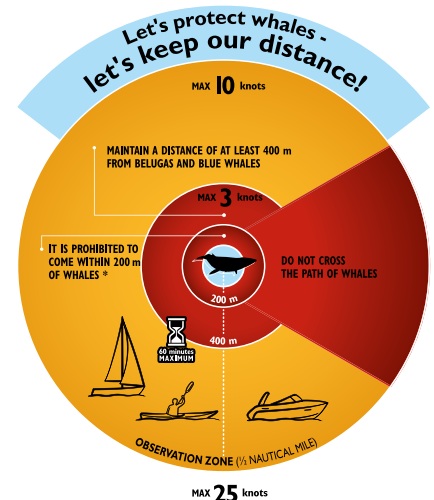 Let's protect whales -
let's keep our distance!
MAX 10 knots
MAINTAIN A DISTANCE OF AT LEAST 400 m
FROM BELUGAS AND BLUE WHALES
MAX 3 knots
IT IS PROHIBITED TO
COME WITHIN 200 m
OF WHALES *
DO NOT CROSS
THE PATH OF WHALES
200 m
400 m
60 minutes
MAXIMUM
OBSERVATION ZONE (½ NAUTICAL MILE)
MAX 25 knots